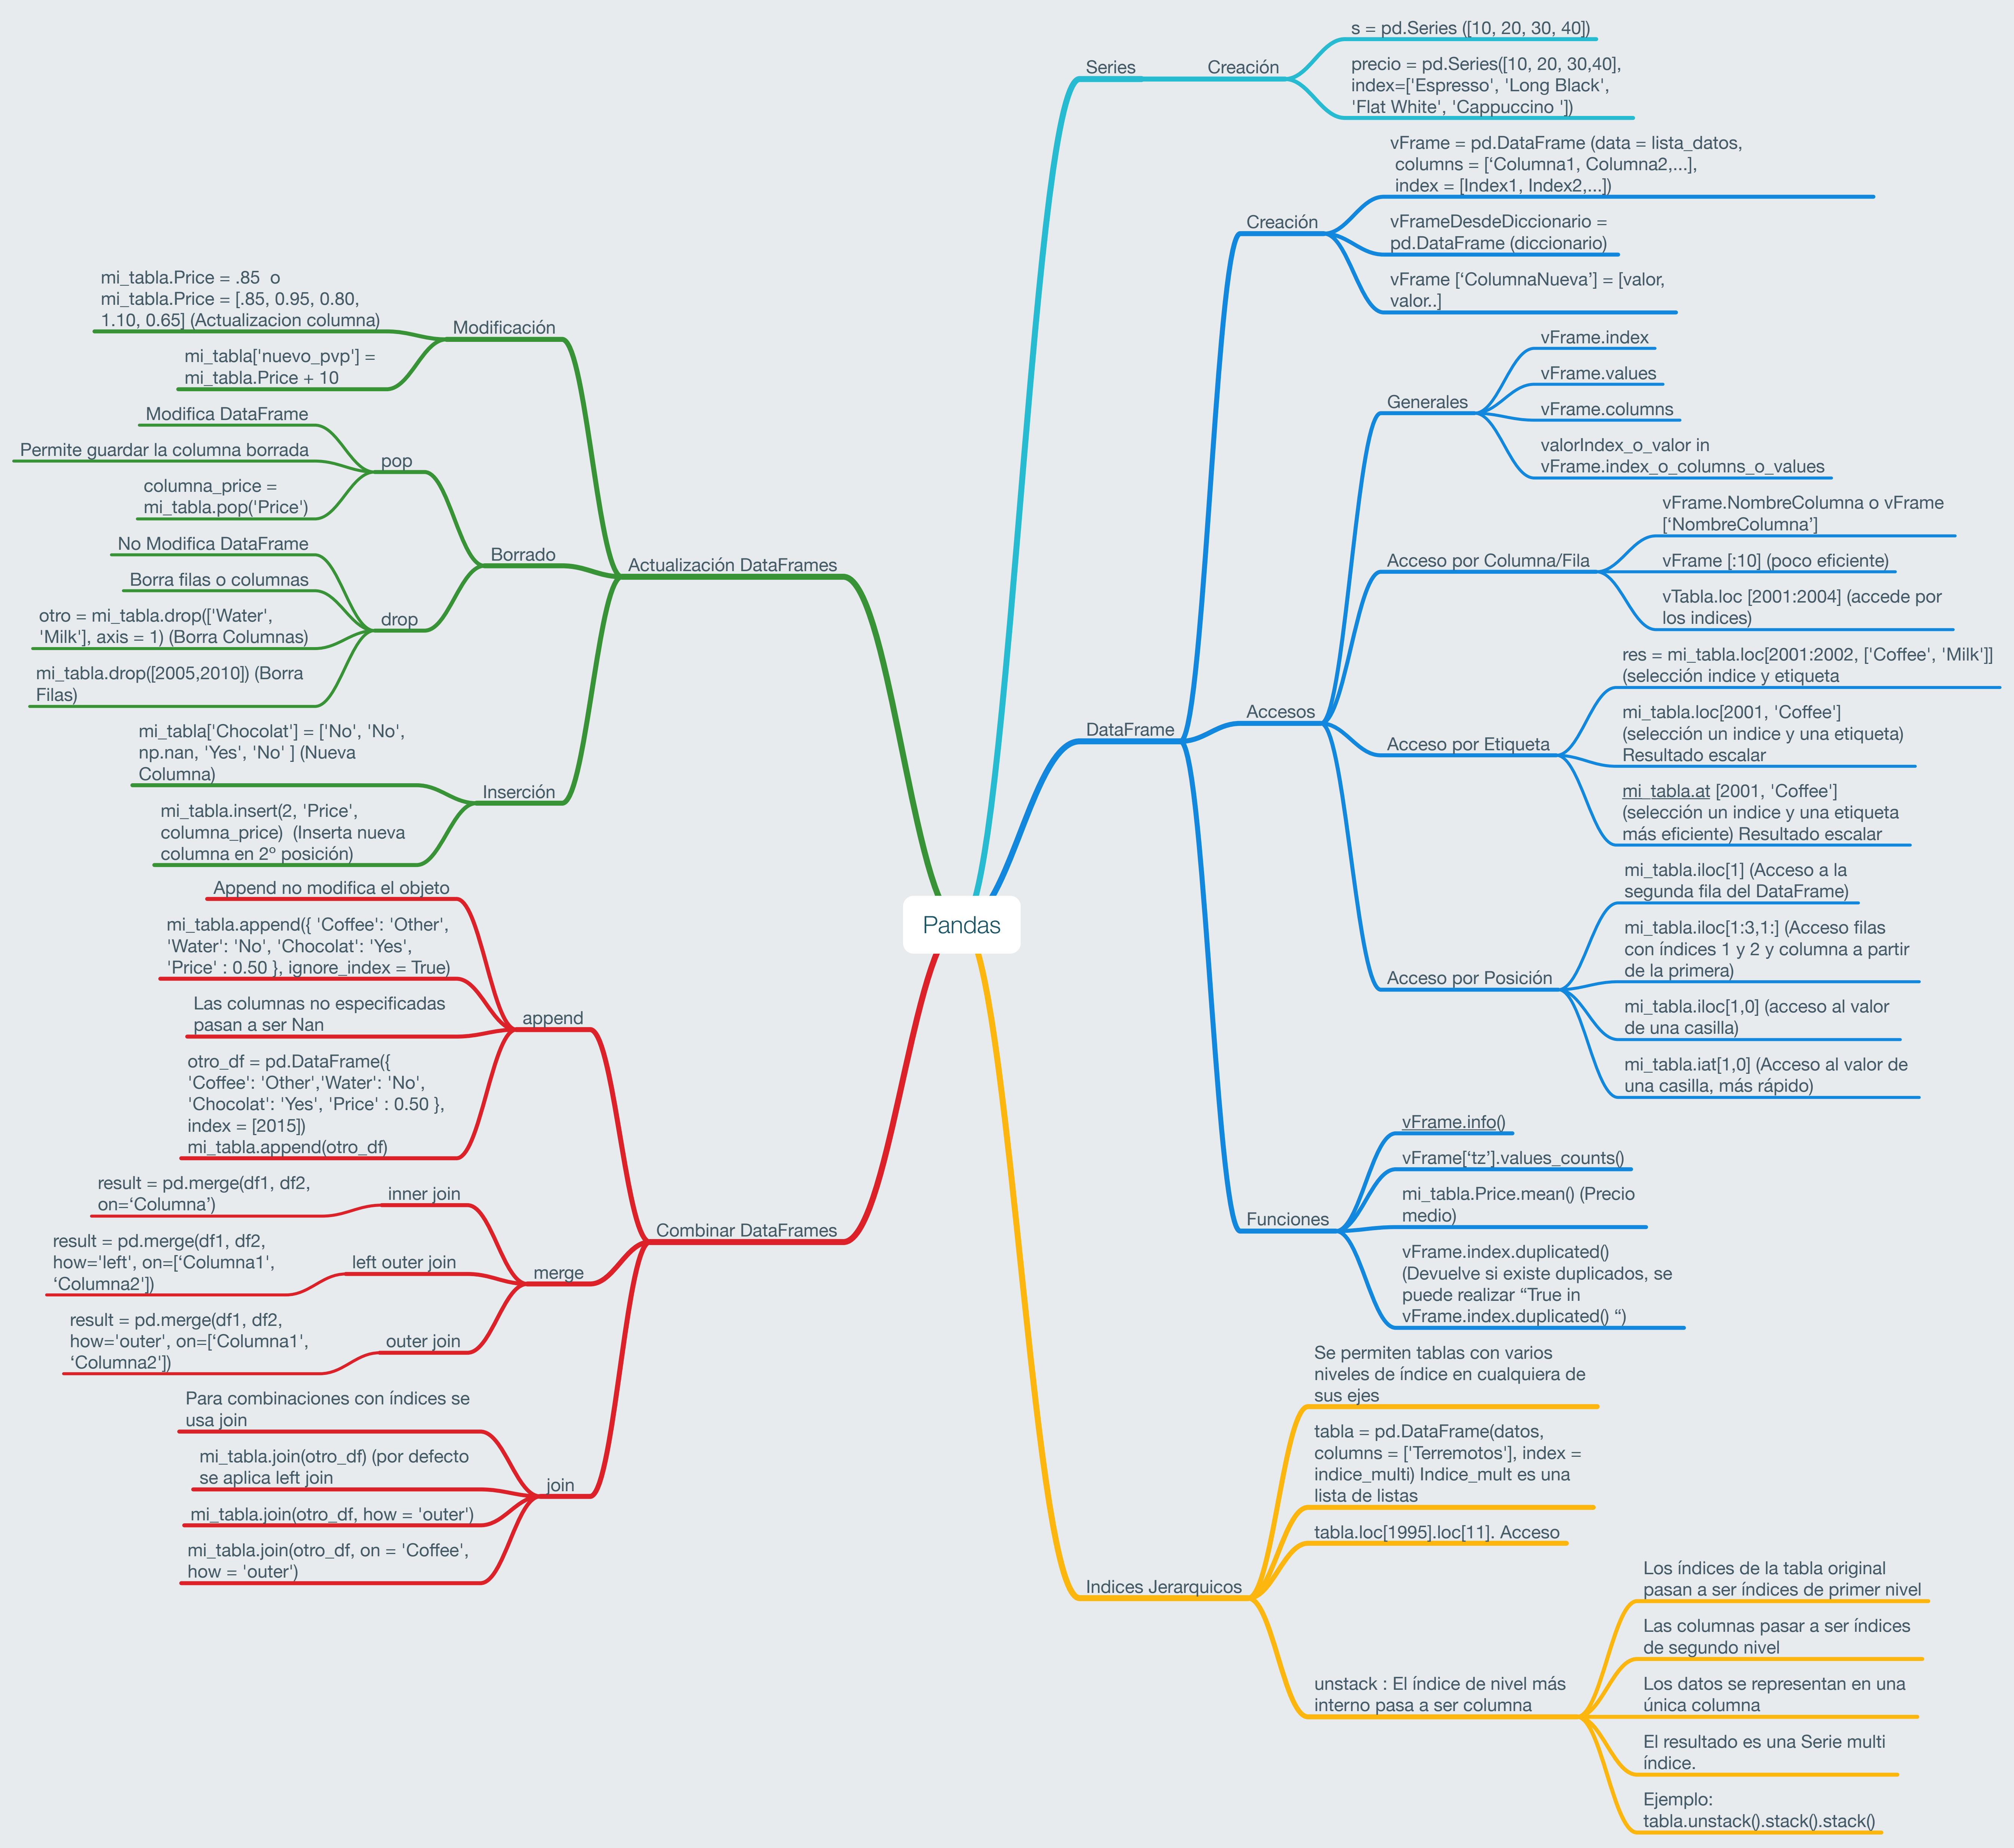 Pandas
Series
Creación
s = pd.Series ([10, 20, 30, 40])
precio = pd.Series([10, 20, 30,40],
index=['Espresso', 'Long Black',
'Flat White', 'Cappuccino '])
DataFrame
Creación
vFrame = pd.DataFrame (data = lista_datos,
columns = [‘Columna1, Columna2,...],
index = [Index1, Index2,...])
vFrameDesdeDiccionario =
pd.DataFrame (diccionario)
vFrame [‘ColumnaNueva’] = [valor,
valor..]
Accesos
Generales
vFrame.index
vFrame.values
vFrame.columns
valorIndex_o_valor in
vFrame.index_o_columns_o_values
Acceso por Columna/Fila
vFrame.NombreColumna o vFrame
[‘NombreColumna’]
vFrame [:10] (poco eficiente)
vTabla.loc [2001:2004] (accede por
los indices)
Acceso por Etiqueta
res = mi_tabla.loc[2001:2002, ['Coffee', 'Milk']]
(selección indice y etiqueta
mi_tabla.loc[2001, 'Coffee']
(selección un indice y una etiqueta)
Resultado escalar
mi_tabla.at [2001, 'Coffee']
(selección un indice y una etiqueta
más eficiente) Resultado escalar
Acceso por Posición
mi_tabla.iloc[1] (Acceso a la
segunda fila del DataFrame)
mi_tabla.iloc[1:3,1:] (Acceso filas
con índices 1 y 2 y columna a partir
de la primera)
mi_tabla.iloc[1,0] (acceso al valor
de una casilla)
mi_tabla.iat[1,0] (Acceso al valor de
una casilla, más rápido)
Funciones
vFrame.info()
vFrame[‘tz’].values_counts()
mi_tabla.Price.mean() (Precio
medio)
vFrame.index.duplicated()
(Devuelve si existe duplicados, se
puede realizar “True in
vFrame.index.duplicated() “)
Indices Jerarquicos
Se permiten tablas con varios
niveles de índice en cualquiera de
sus ejes
tabla = pd.DataFrame(datos,
columns = ['Terremotos'], index =
indice_multi) Indice_mult es una
lista de listas
tabla.loc[1995].loc[11]. Acceso
unstack : El índice de nivel más
interno pasa a ser columna
Los índices de la tabla original
pasan a ser índices de primer nivel
Las columnas pasar a ser índices
de segundo nivel
Los datos se representan en una
única columna
El resultado es una Serie multi
índice.
Ejemplo:
tabla.unstack().stack().stack()
Actualización DataFrames
Modificación
mi_tabla.Price = .85  o
mi_tabla.Price = [.85, 0.95, 0.80,
1.10, 0.65] (Actualizacion columna)
mi_tabla['nuevo_pvp'] =
mi_tabla.Price + 10
Borrado
pop
Modifica DataFrame
Permite guardar la columna borrada
columna_price =
mi_tabla.pop('Price')
drop
No Modifica DataFrame
Borra filas o columnas
otro = mi_tabla.drop(['Water',
'Milk'], axis = 1) (Borra Columnas)
mi_tabla.drop([2005,2010]) (Borra
Filas)
Inserción
mi_tabla['Chocolat'] = ['No', 'No',
np.nan, 'Yes', 'No' ] (Nueva
Columna)
mi_tabla.insert(2, 'Price',
columna_price)  (Inserta nueva
columna en 2º posición)
Combinar DataFrames
append
Append no modifica el objeto
mi_tabla.append({ 'Coffee': 'Other',
'Water': 'No', 'Chocolat': 'Yes',
'Price' : 0.50 }, ignore_index = True)
Las columnas no especificadas
pasan a ser Nan
otro_df = pd.DataFrame({
'Coffee': 'Other','Water': 'No',
'Chocolat': 'Yes', 'Price' : 0.50 },
index = [2015])
mi_tabla.append(otro_df)
merge
inner join
result = pd.merge(df1, df2,
on=‘Columna’)
left outer join
result = pd.merge(df1, df2,
how='left', on=[‘Columna1',
‘Columna2'])
outer join
result = pd.merge(df1, df2,
how='outer', on=[‘Columna1',
‘Columna2'])
join
Para combinaciones con índices se
usa join
mi_tabla.join(otro_df) (por defecto
se aplica left join
mi_tabla.join(otro_df, how = 'outer')
mi_tabla.join(otro_df, on = 'Coffee',
how = 'outer')